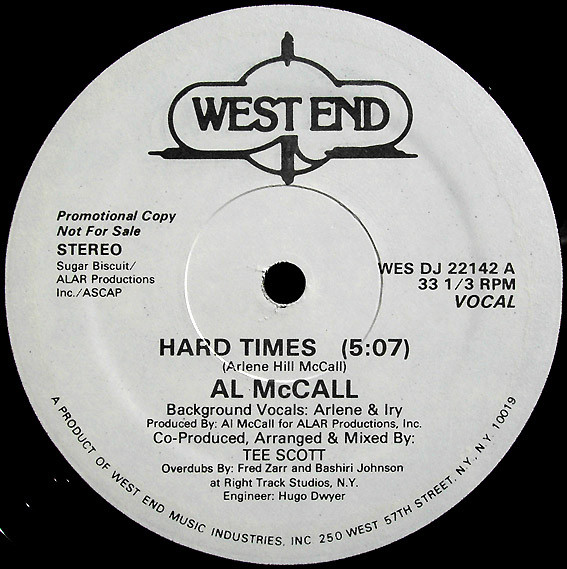 WEST END
Promotional Copy
Not For Sale
STEREO
Sugar Biscuit/
ALAR Productions
Inc./ASCAP
WES DJ 22142 A
33 1/3 RPM
VOCAL
HARD TIMES (5:07)
(Arlene Hill McCall)
AL McCALL
Background Vocals: Arlene & Iry
Produced By: Al McCall for ALAR Productions, Inc.
Co-Produced, Arranged & Mixed By:
TEE SCOTT
Overdubs By: Fred Zarr and Bashiri Johnson
at Right Track Studios, N.Y.
Engineer: Hugo Dwyer
A PRODUCT OF WEST END MUSIC INDUSTRIES, INC 250 WEST 57TH STREET, N.Y., N.Y. 10019